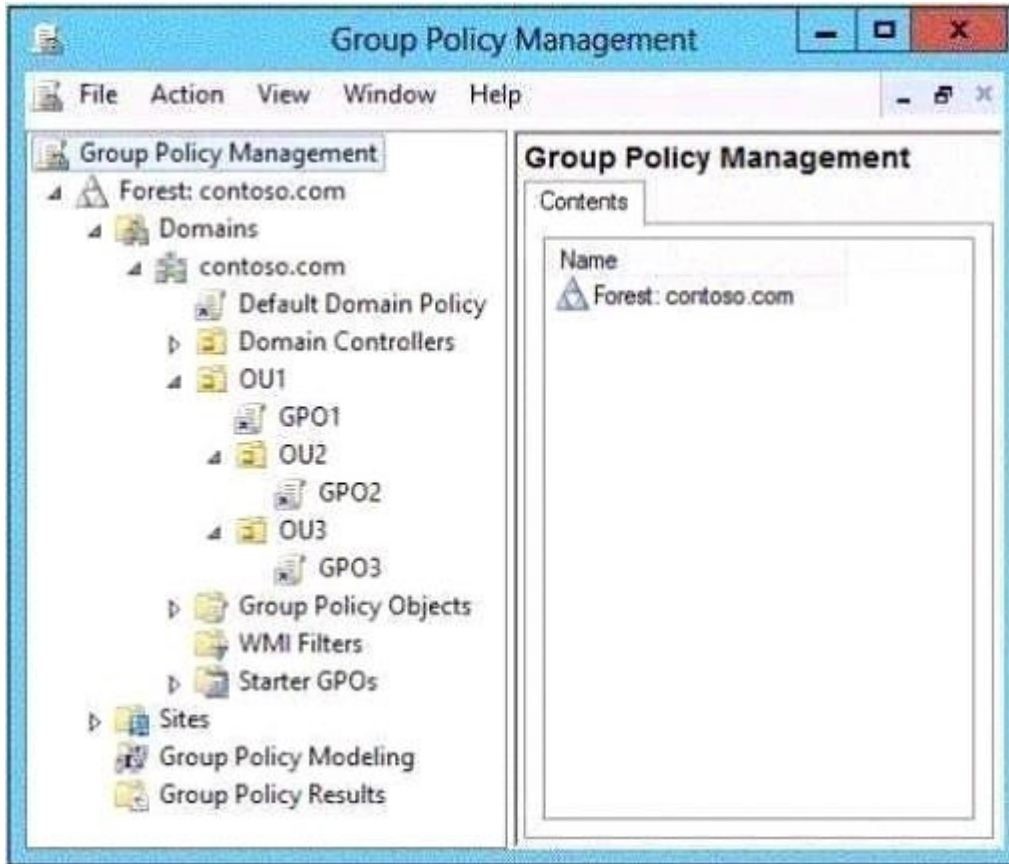 Group Policy Management
File Action View Window Help
Group Policy Management
Forest: contoso.com
Domains
contoso.com
Default Domain Policy
Domain Controllers
OU1
GPO1
OU2
GPO2
OU3
GPO3
Group Policy Objects
WMI Filters
Starter GPOs
Sites
Group Policy Modeling
Group Policy Results
Group Policy Management
Contents
Name
Forest: contoso.com